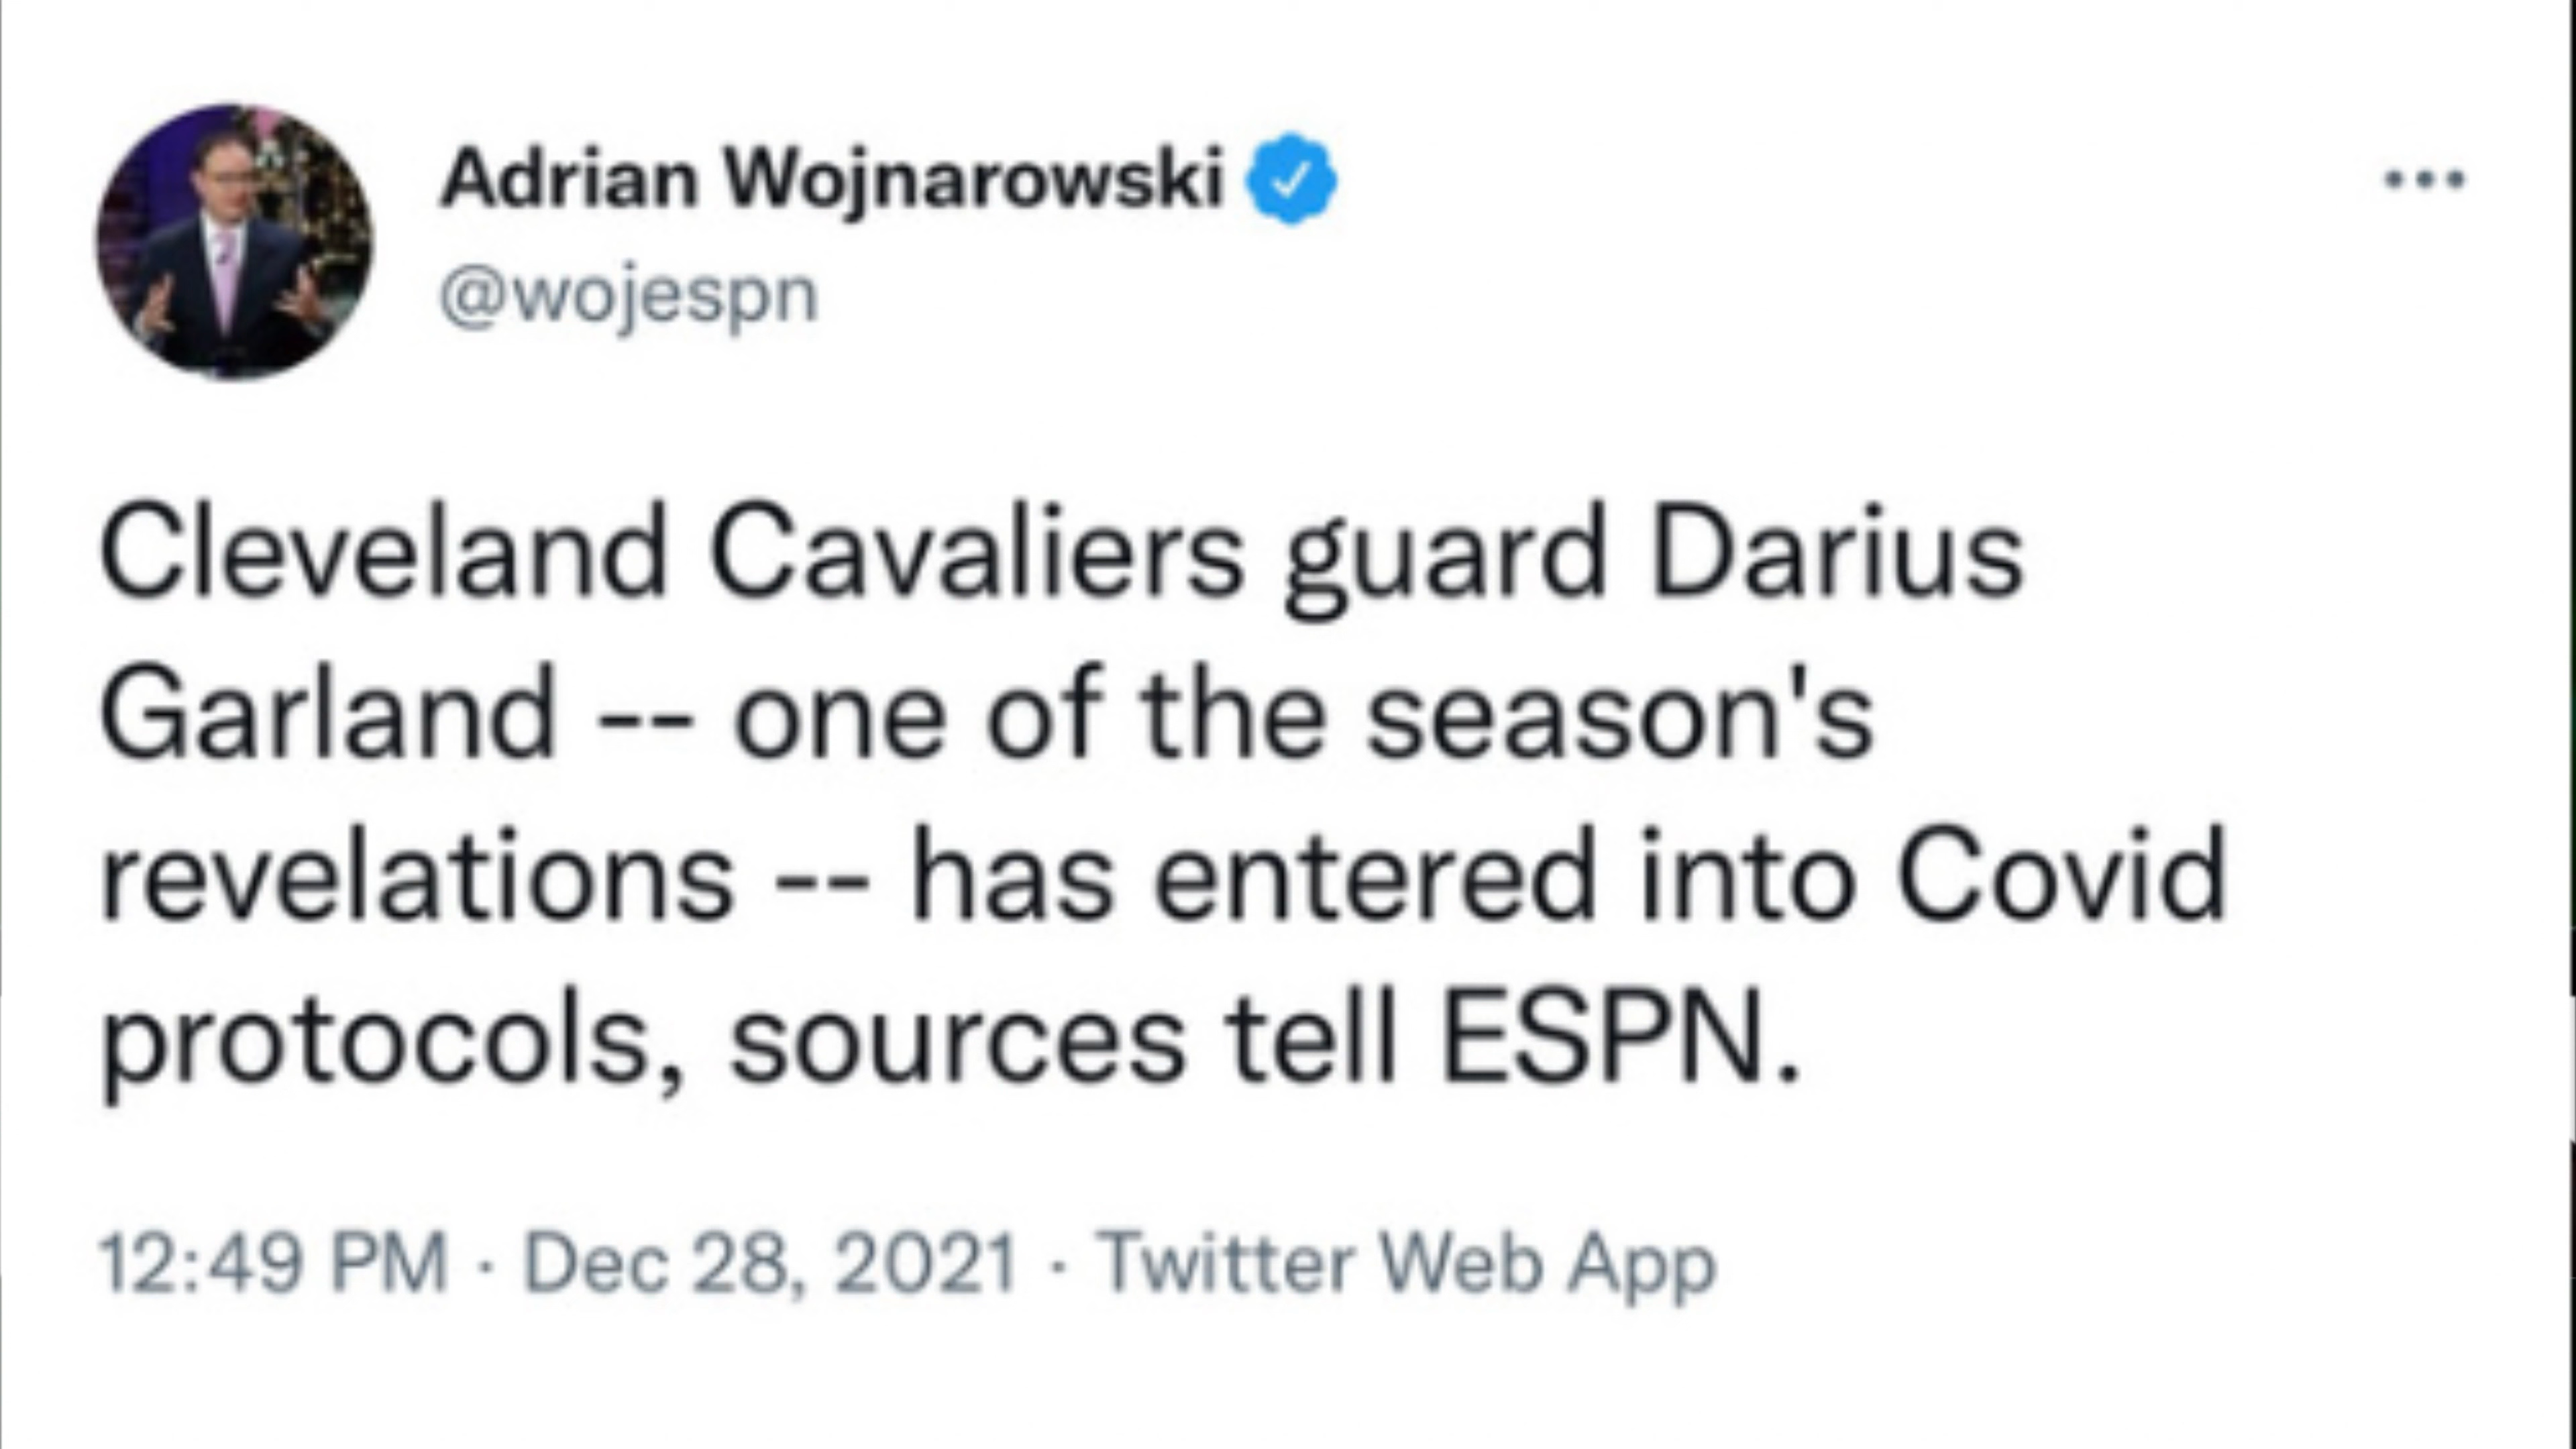 Adrian Wojnarowski
@wojespn
Cleveland Cavaliers guard Darius
Garland -- one of the season's
revelations -- has entered into Covid
protocols, sources tell ESPN.
12:49 PM · Dec 28, 2021 · Twitter Web App